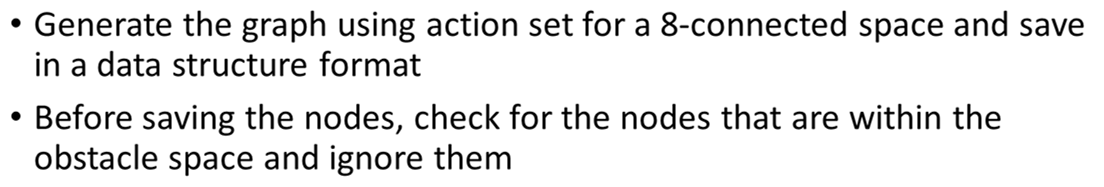 • Generate the graph using action set for a 8-connected space and save
in a data structure format
• Before saving the nodes, check for the nodes that are within the
obstacle space and ignore them